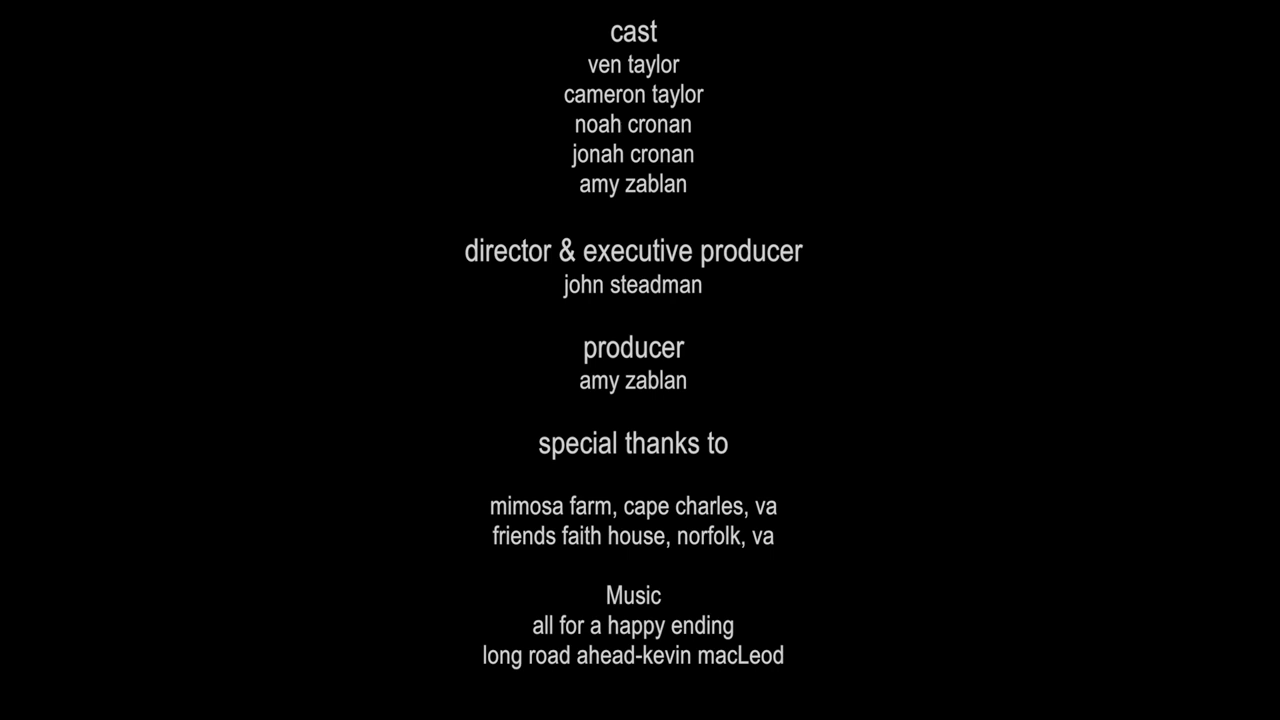 cast
ven taylor
cameron taylor
noah cronan
jonah cronan
amy zablan
director & executive producer
john steadman
producer
amy zablan
special thanks to
mimosa farm, cape charles, va
friends faith house, norfolk, va
Music
all for a happy ending
long road ahead-kevin macLeod